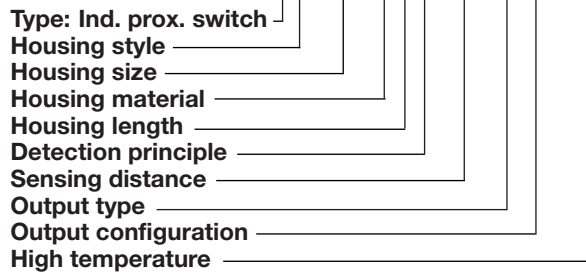 Type: Ind. prox. switch
Housing style
Housing size
Housing material
Housing length
Detection principle
Sensing distance
Output type
Output configuration
High temperature